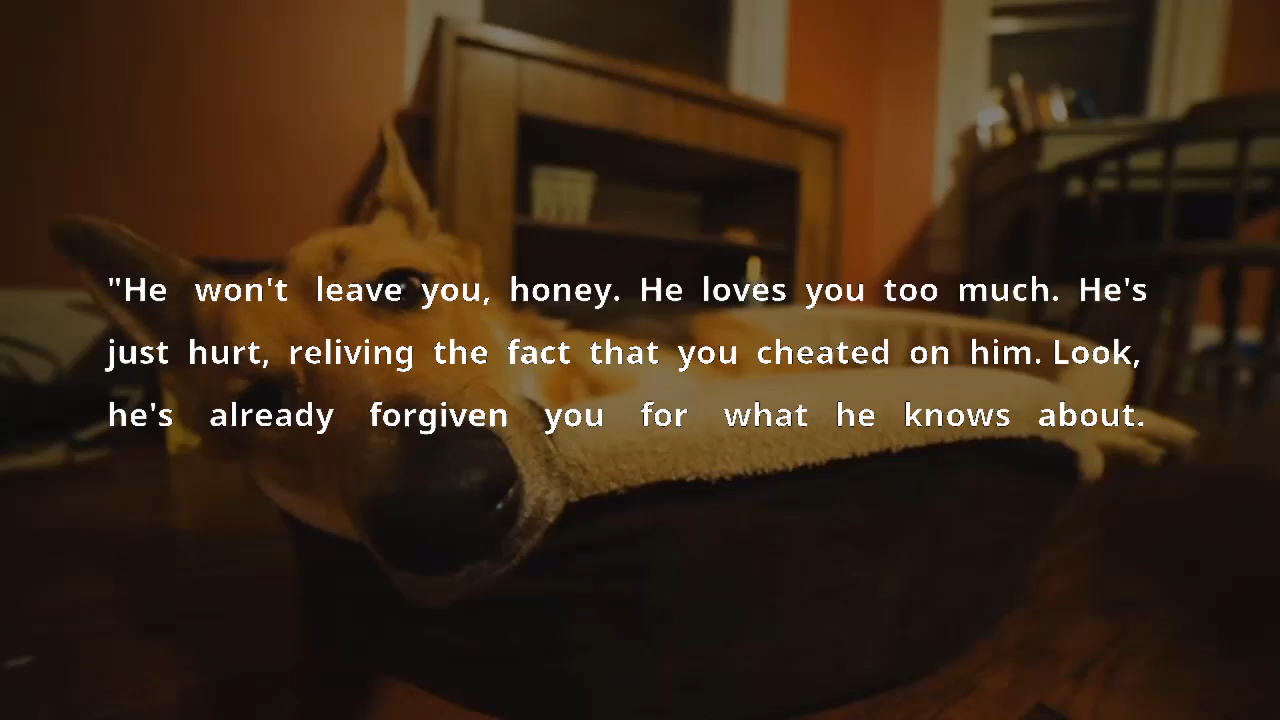 "He won't leave you, honey. He loves you too much. He's
just hurt, reliving the fact that you cheated on him. Look,
he's already forgiven you for what he knows about.